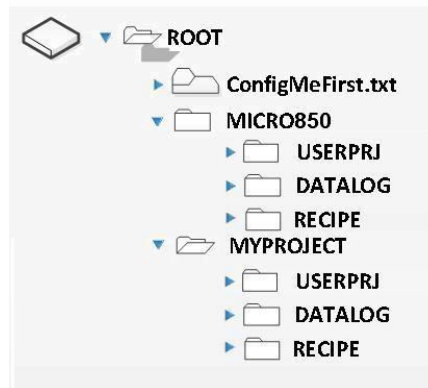 ROOT
ConfigMeFirst.txt
MICRO850
USERPRJ
DATALOG
RECIPE
MYPROJECT
USERPRJ
DATALOG
RECIPE